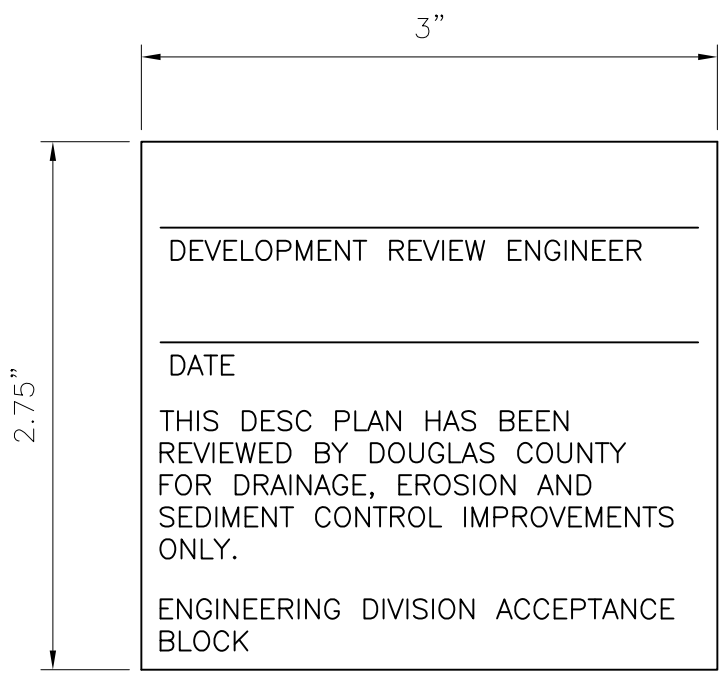 3”
2.75”
DEVELOPMENT REVIEW ENGINEER
DATE
THIS DESC PLAN HAS BEEN
REVIEWED BY DOUGLAS COUNTY
FOR DRAINAGE, EROSION AND
SEDIMENT CONTROL IMPROVEMENTS
ONLY.
ENGINEERING DIVISION ACCEPTANCE
BLOCK